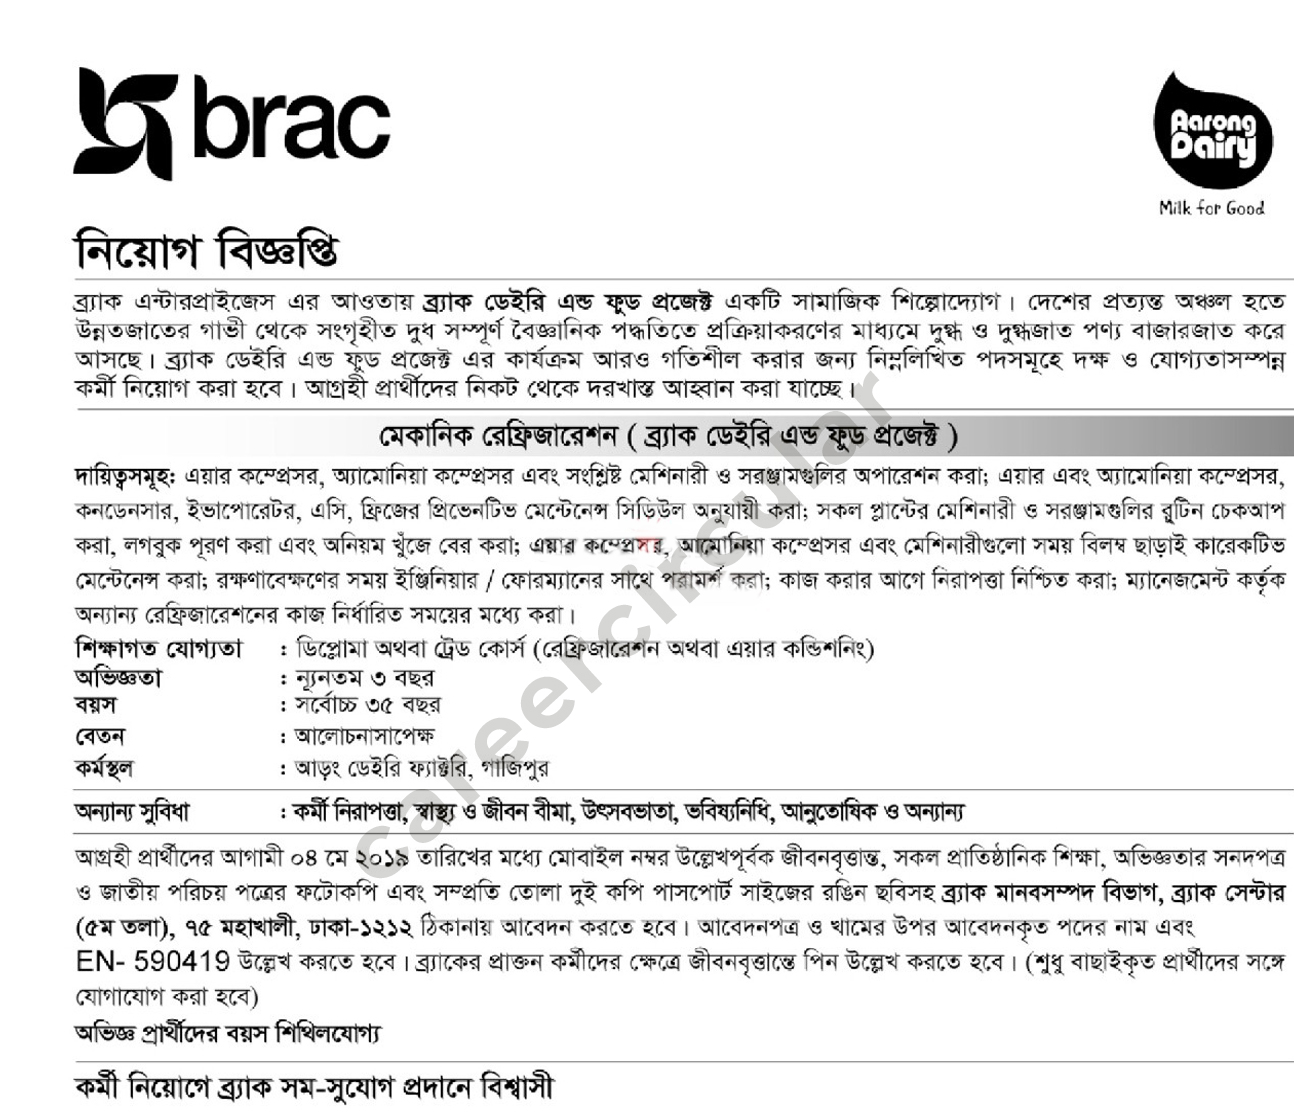 brac
Aarong
Dairy
Milk for Good
নিয়োগ বিজ্ঞপ্তি
ব্র্যাক এন্টারপ্রাইজেস এর আওতায় ব্র্যাক ডেইরি এন্ড ফুড প্রজেক্ট একটি সামাজিক শিল্পোদ্যোগ। দেশের প্রত্যন্ত অঞ্চল হতে
উন্নতজাতের গাভী থেকে সংগৃহীত দুধ সম্পূর্ণ বৈজ্ঞানিক পদ্ধতিতে প্রক্রিয়াকরণের মাধ্যমে দুগ্ধ ও দুগ্ধজাত পণ্য বাজারজাত করে
আসছে। ব্র্যাক ডেইরি এন্ড ফুড প্রজেক্ট এর কার্যক্রম আরও গতিশীল করার জন্য নিম্নলিখিত পদসমূহে দক্ষ ও যোগ্যতাসম্পন্ন
কর্মী নিয়োগ করা হবে। আগ্রহী প্রার্থীদের নিকট থেকে দরখাস্ত আহ্বান করা যাচ্ছে।
মেকানিক রেফ্রিজারেশন ( ব্র্যাক ডেইরি এন্ড ফুড প্রজেক্ট )
দায়িত্বসমূহ: এয়ার কম্প্রেসর, অ্যামোনিয়া কম্প্রেসর এবং সংশ্লিষ্ট মেশিনারী ও সরঞ্জামগুলির অপারেশন করা; এয়ার এবং অ্যামোনিয়া কম্প্রেসর,
কনডেনসার, ইভাপোরেটর, এসি, ফ্রিজের প্রিভেনটিভ মেন্টেনেন্স সিডিউল অনুযায়ী করা; সকল প্লান্টের মেশিনারী ও সরঞ্জামগুলির রুটিন চেকআপ
করা, লগবুক পূরণ করা এবং অনিয়ম খুঁজে বের করা; এয়ার কম্প্রেসর, আমোনিয়া কম্প্রেসর এবং মেশিনারীগুলো সময় বিলম্ব ছাড়াই কারেকটিভ
মেন্টেনেন্স করা; রক্ষণাবেক্ষণের সময় ইঞ্জিনিয়ার / ফোরম্যানের সাথে পরামর্শ করা; কাজ করার আগে নিরাপত্তা নিশ্চিত করা; ম্যানেজমেন্ট কর্তৃক
অন্যান্য রেফ্রিজারেশনের কাজ নির্ধারিত সময়ের মধ্যে করা।
শিক্ষাগত যোগ্যতা : ডিপ্লোমা অথবা ট্রেড কোর্স (রেফ্রিজারেশন অথবা এয়ার কন্ডিশনিং)
অভিজ্ঞতা : ন্যূনতম ৩ বছর
বয়স : সর্বোচ্চ ৩৫ বছর
বেতন : আলোচনাসাপেক্ষ
কর্মস্থল : আড়ং ডেইরি ফ্যাক্টরি, গাজিপুর
অন্যান্য সুবিধা : কর্মী নিরাপত্তা, স্বাস্থ্য ও জীবন বীমা, উৎসবভাতা, ভবিষ্যনিধি, আনুতোষিক ও অন্যান্য
আগ্রহী প্রার্থীদের আগামী ০৪ মে ২০১৯ তারিখের মধ্যে মোবাইল নম্বর উল্লেখপূর্বক জীবনবৃত্তান্ত, সকল প্রাতিষ্ঠানিক শিক্ষা, অভিজ্ঞতার সনদপত্র
ও জাতীয় পরিচয় পত্রের ফটোকপি এবং সম্প্রতি তোলা দুই কপি পাসপোর্ট সাইজের রঙিন ছবিসহ ব্র্যাক মানবসম্পদ বিভাগ, ব্র্যাক সেন্টার
(৫ম তলা), ৭৫ মহাখালী, ঢাকা-১২১২ ঠিকানায় আবেদন করতে হবে। আবেদনপত্র ও খামের উপর আবেদনকৃত পদের নাম এবং
EN- 590419 উল্লেখ করতে হবে। ব্র্যাকের প্রাক্তন কর্মীদের ক্ষেত্রে জীবনবৃত্তান্তে পিন উল্লেখ করতে হবে। (শুধু বাছাইকৃত প্রার্থীদের সঙ্গে
যোগাযোগ করা হবে)
অভিজ্ঞ প্রার্থীদের বয়স শিথিলযোগ্য
কর্মী নিয়োগে ব্র্যাক সম-সুযোগ প্রদানে বিশ্বাসী
careercircular